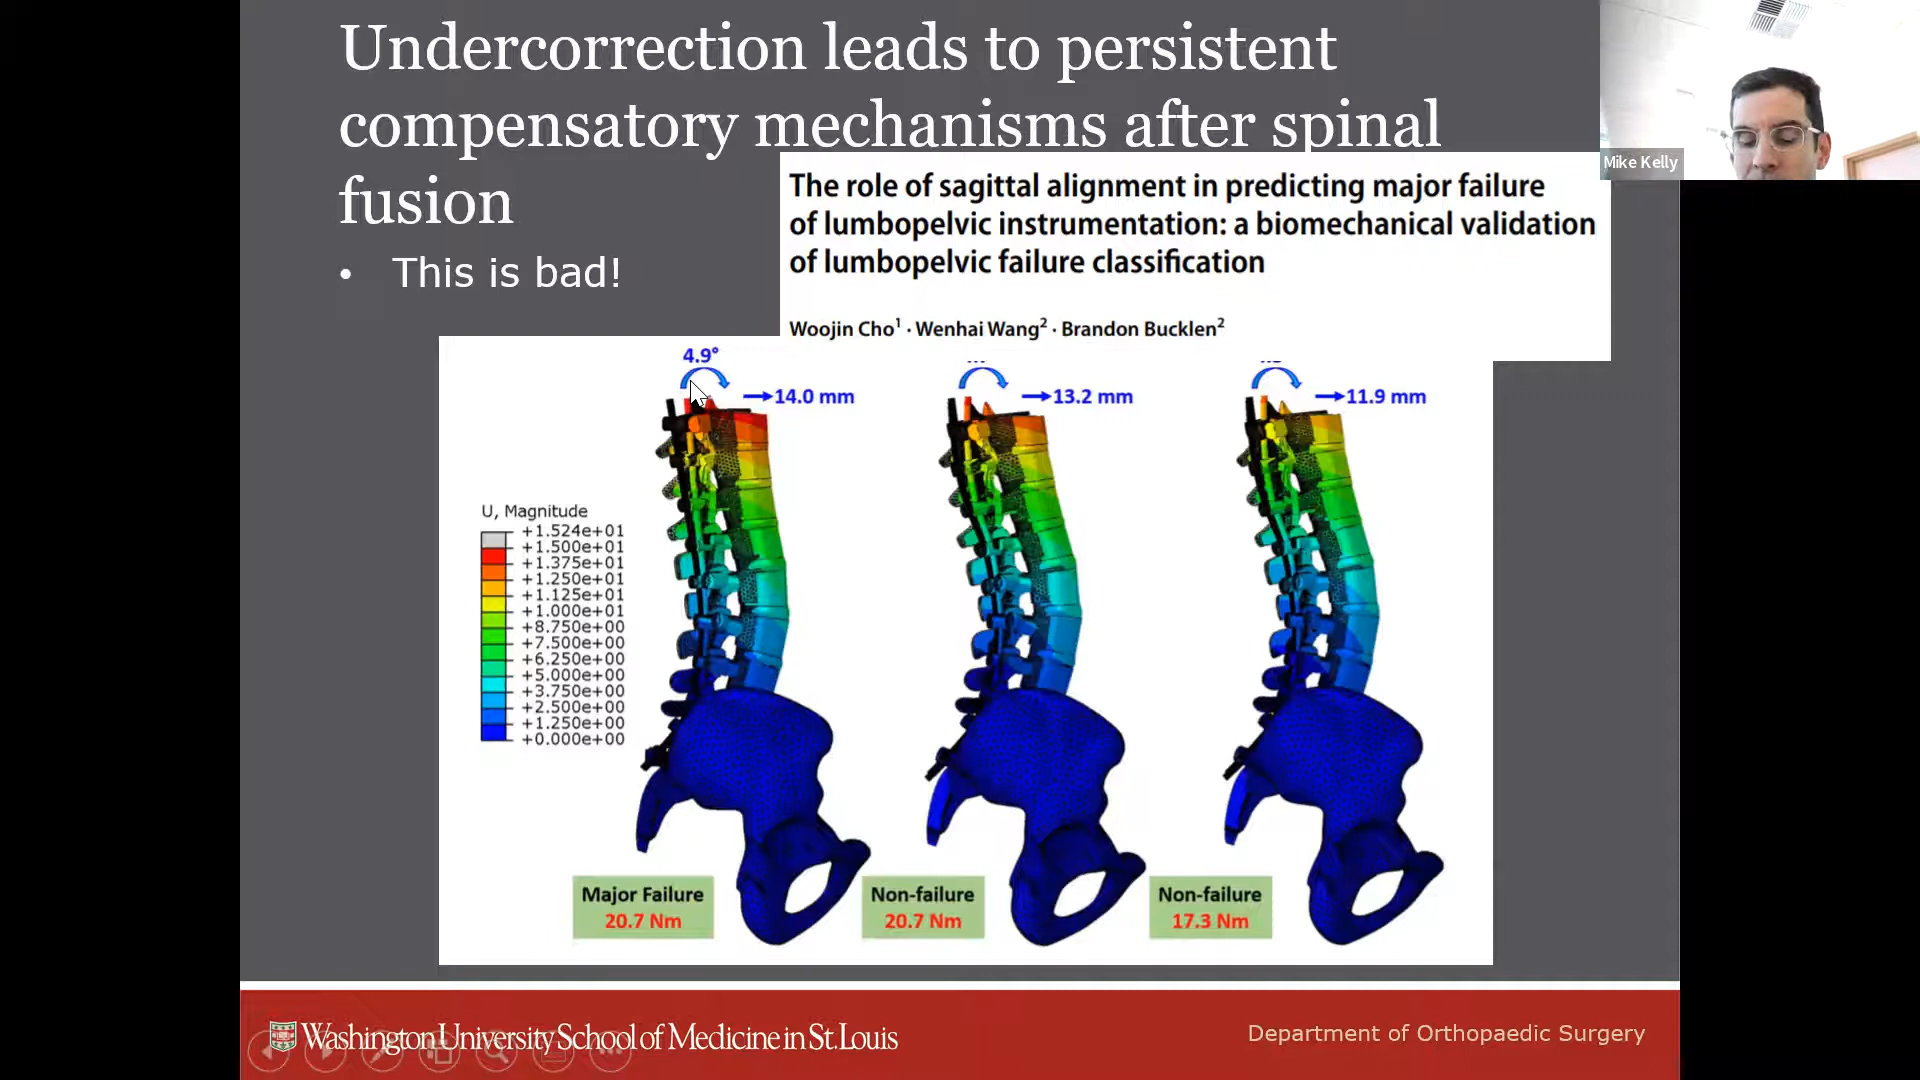 Undercorrection leads to persistent
compensatory mechanisms after spinal
fusion
• This is bad!
The role of sagittal alignment in predicting major failure
of lumbopelvic instrumentation: a biomechanical validation
of lumbopelvic failure classification
Woojin Cho1 · Wenhai Wang2 · Brandon Bucklen2
Mike Kelly
4.9°
14.0 mm
13.2 mm
11.9 mm
U, Magnitude
+1.524e+01
+1.500e+01
+1.375e+01
+1.250e+01
+1.125e+01
+1.000e+01
+8.750e+00
+7.500e+00
+6.250e+00
+5.000e+00
+3.750e+00
+2.500e+00
+1.250e+00
+0.000e+00
Major Failure
20.7 Nm
Non-failure
20.7 Nm
Non-failure
17.3 Nm
Washington University School of Medicine in St. Louis
Department of Orthopaedic Surgery